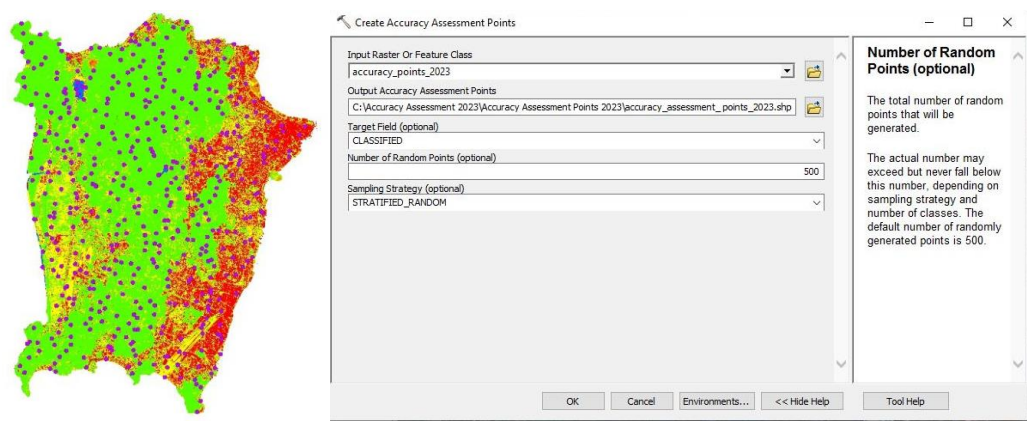 Create Accuracy Assessment Points
Input Raster Or Feature Class
accuracy_points_2023
Output Accuracy Assessment Points
C:\Accuracy Assessment 2023\Accuracy Assessment Points 2023\accuracy_assessment_points_2023.shp
Target Field (optional)
CLASSIFIED
Number of Random Points (optional)
500
Sampling Strategy (optional)
STRATIFIED_RANDOM
OK
Cancel
Environments...
<< Hide Help
Number of Random
Points (optional)
The total number of random
points that will be
generated.
The actual number may
exceed but never fall below
this number, depending on
sampling strategy and
number of classes. The
default number of randomly
generated points is 500.
Tool Help